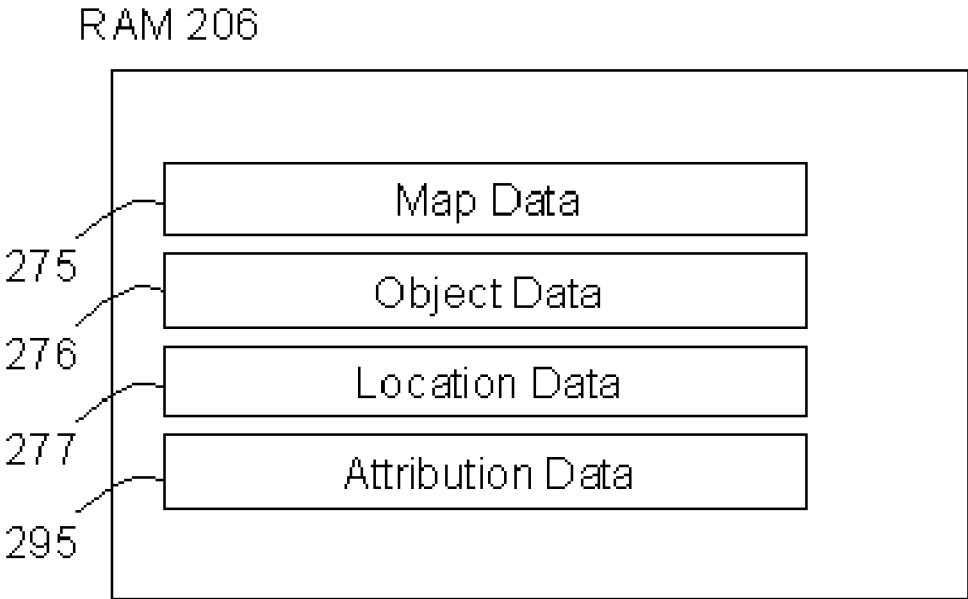 RAM 206
Map Data
275
Object Data
276
Location Data
277
Attribution Data
295